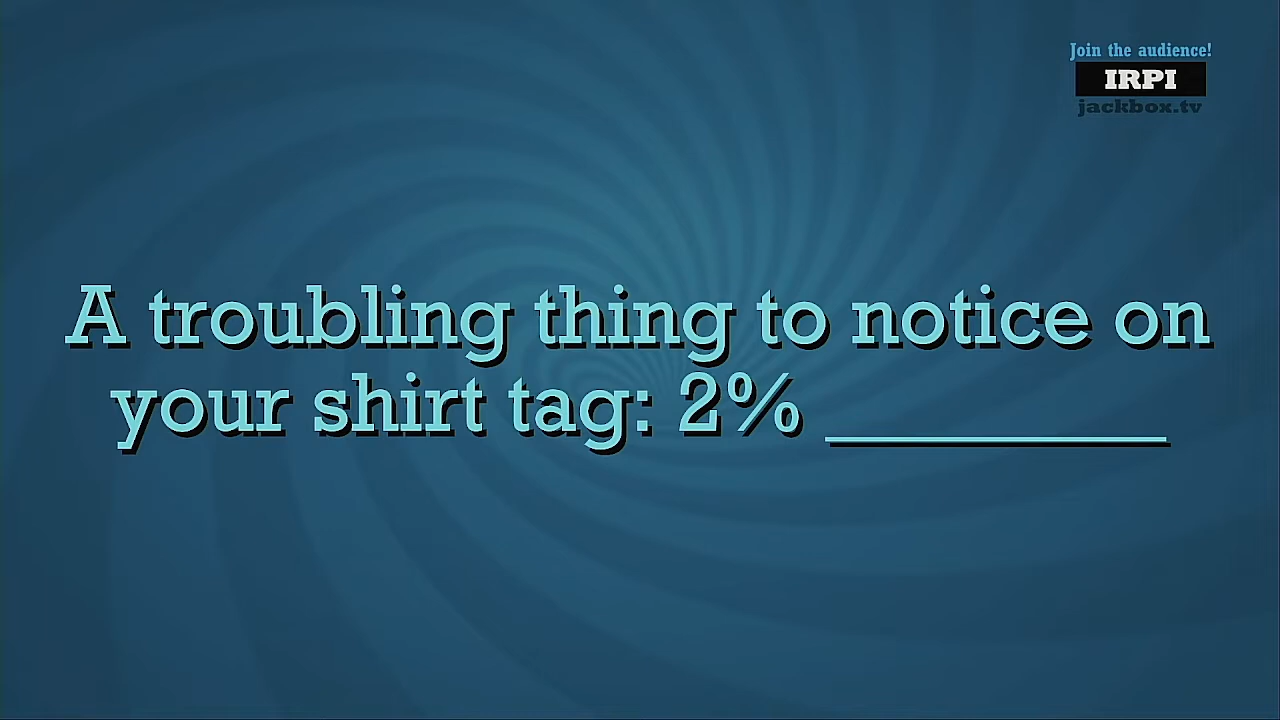 Join the audience!
IRPI
jackbox.tv
A troubling thing to notice on
your shirt tag: 2% ________